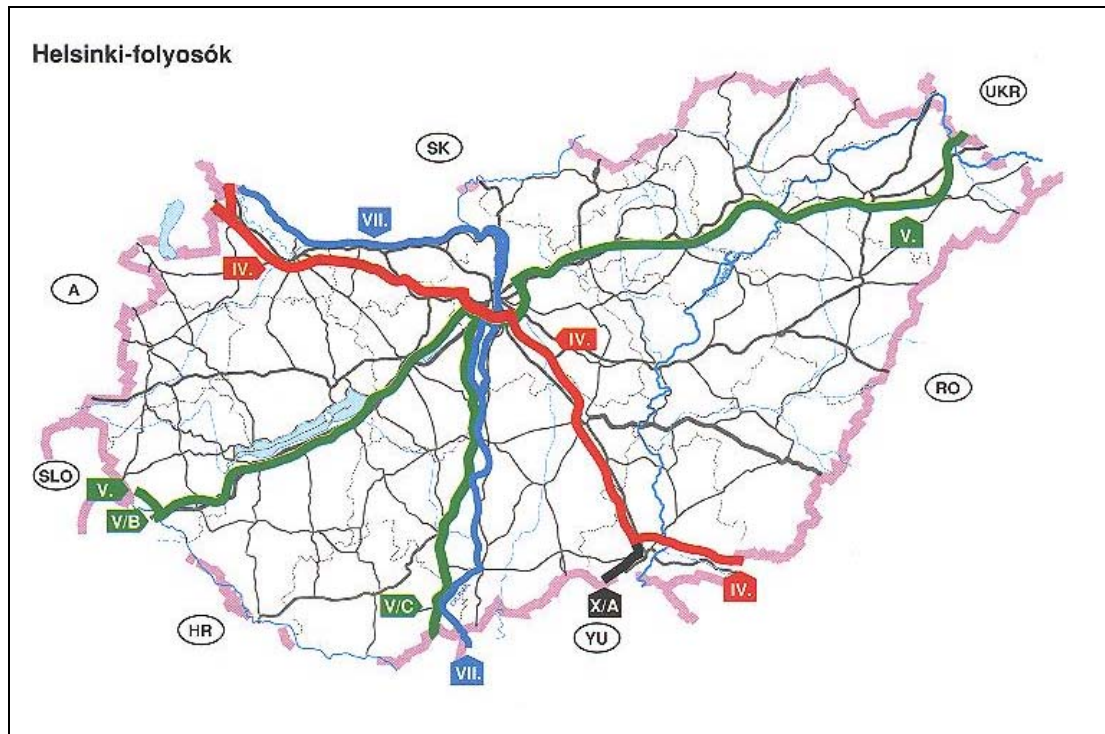 Helsinki-folyosók
UKR
SK
VII.
V.
IV.
A
IV.
RO
SLO
V.
V/B
V/C
X/A
IV.
HR
YU
VII.